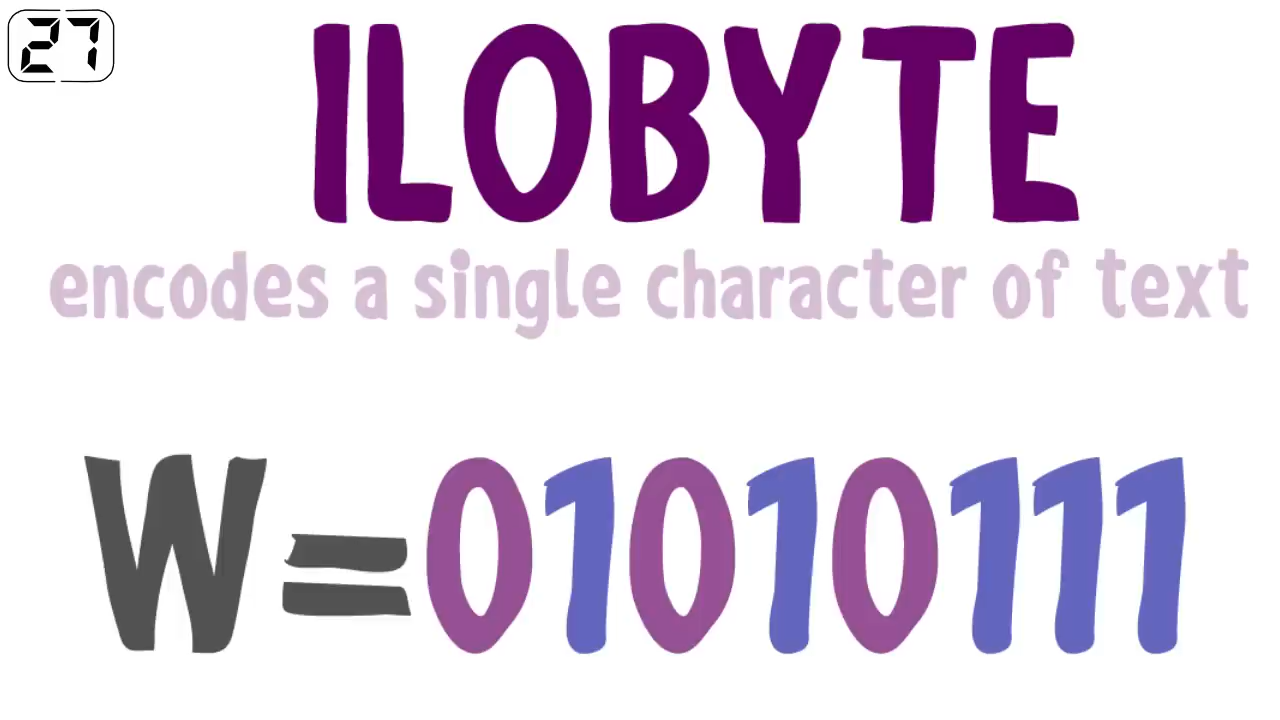 27
ILOBYTE
encodes a single character of text
W=01010111